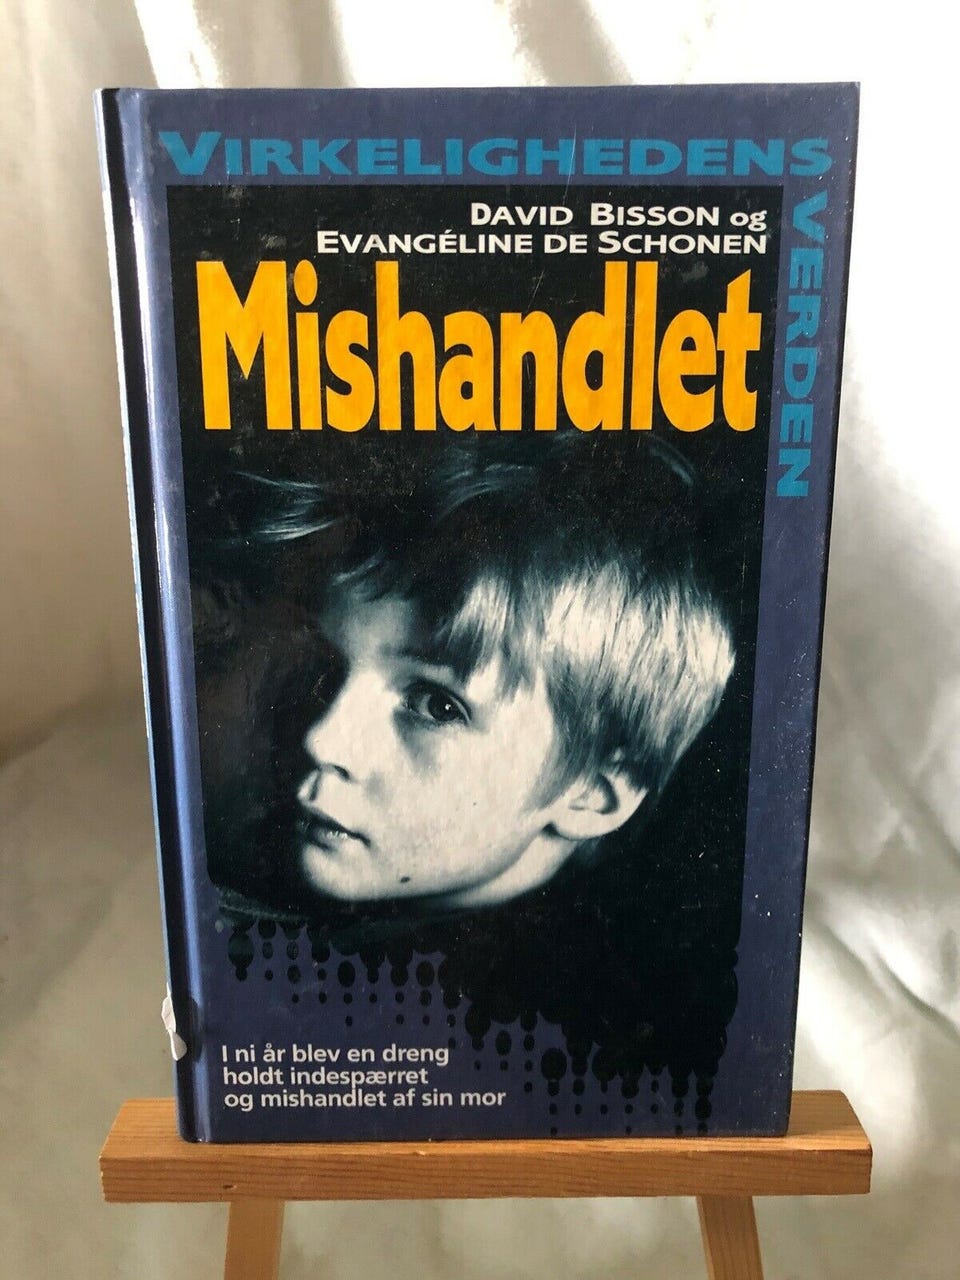 VIRKELIGHEDENS
VERDEN
DAVID BISSON og
EVANGÉLINE DE SCHONEN
Mishandlet
I ni år blev en dreng
holdt indespærret
og mishandlet af sin mor